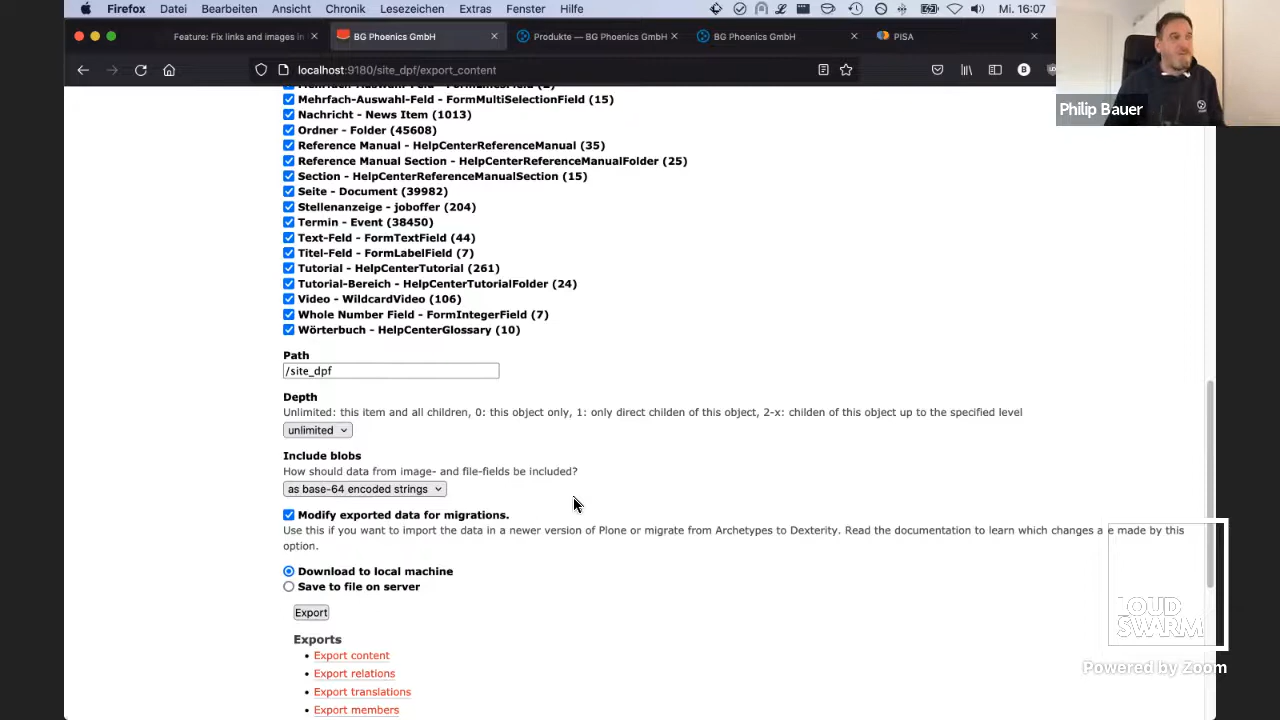 Firefox Datei Bearbeiten Ansicht Chronik Lesezeichen Extras Fenster Hilfe Mi. 16:07
Feature: Fix links and images in
BG Phoenics GmbH
Produkte — BG Phoenics GmbH
BG Phoenics GmbH
PISA
localhost:9180/site_dpf/export_content
Philip Bauer
Mehrfach-Auswahl-Feld - FormLinesField (2)
Mehrfach-Auswahl-Feld - FormMultiSelectionField (15)
Nachricht - News Item (1013)
Ordner - Folder (45608)
Reference Manual - HelpCenterReferenceManual (35)
Reference Manual Section - HelpCenterReferenceManualFolder (25)
Section - HelpCenterReferenceManualSection (15)
Seite - Document (39982)
Stellenanzeige - joboffer (204)
Termin - Event (38450)
Text-Feld - FormTextField (44)
Titel-Feld - FormLabelField (7)
Tutorial - HelpCenterTutorial (261)
Tutorial-Bereich - HelpCenterTutorialFolder (24)
Video - WildcardVideo (106)
Whole Number Field - FormIntegerField (7)
Wörterbuch - HelpCenterGlossary (10)
Path
/site_dpf
Depth
Unlimited: this item and all children, 0: this object only, 1: only direct childen of this object, 2-x: childen of this object up to the specified level
unlimited
Include blobs
How should data from image- and file-fields be included?
as base-64 encoded strings
Modify exported data for migrations.
Use this if you want to import the data in a newer version of Plone or migrate from Archetypes to Dexterity. Read the documentation to learn which changes a e made by this
option.
Download to local machine
Save to file on server
Export
Exports
Export content
Export relations
Export translations
Export members
LOUD
SWARM
Powered by Zoom